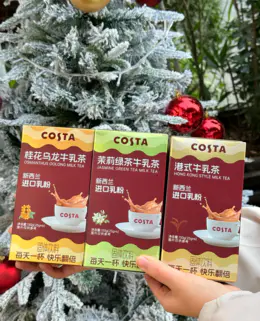 COSTA
桂花乌龙牛乳茶
OSMANTHUS OOLONG MILK TEA
新西兰
进口乳粉
COSTA
每天一杯 快乐翻倍
COSTA
茉莉绿茶牛乳茶
JASMINE GREEN TEA MILK TEA
新西兰
进口乳粉
COSTA
每天一杯 快乐翻倍
COSTA
港式牛乳茶
HONG KONG STYLE MILK TEA
新西兰
进口乳粉
COSTA
每天一杯 快乐翻倍